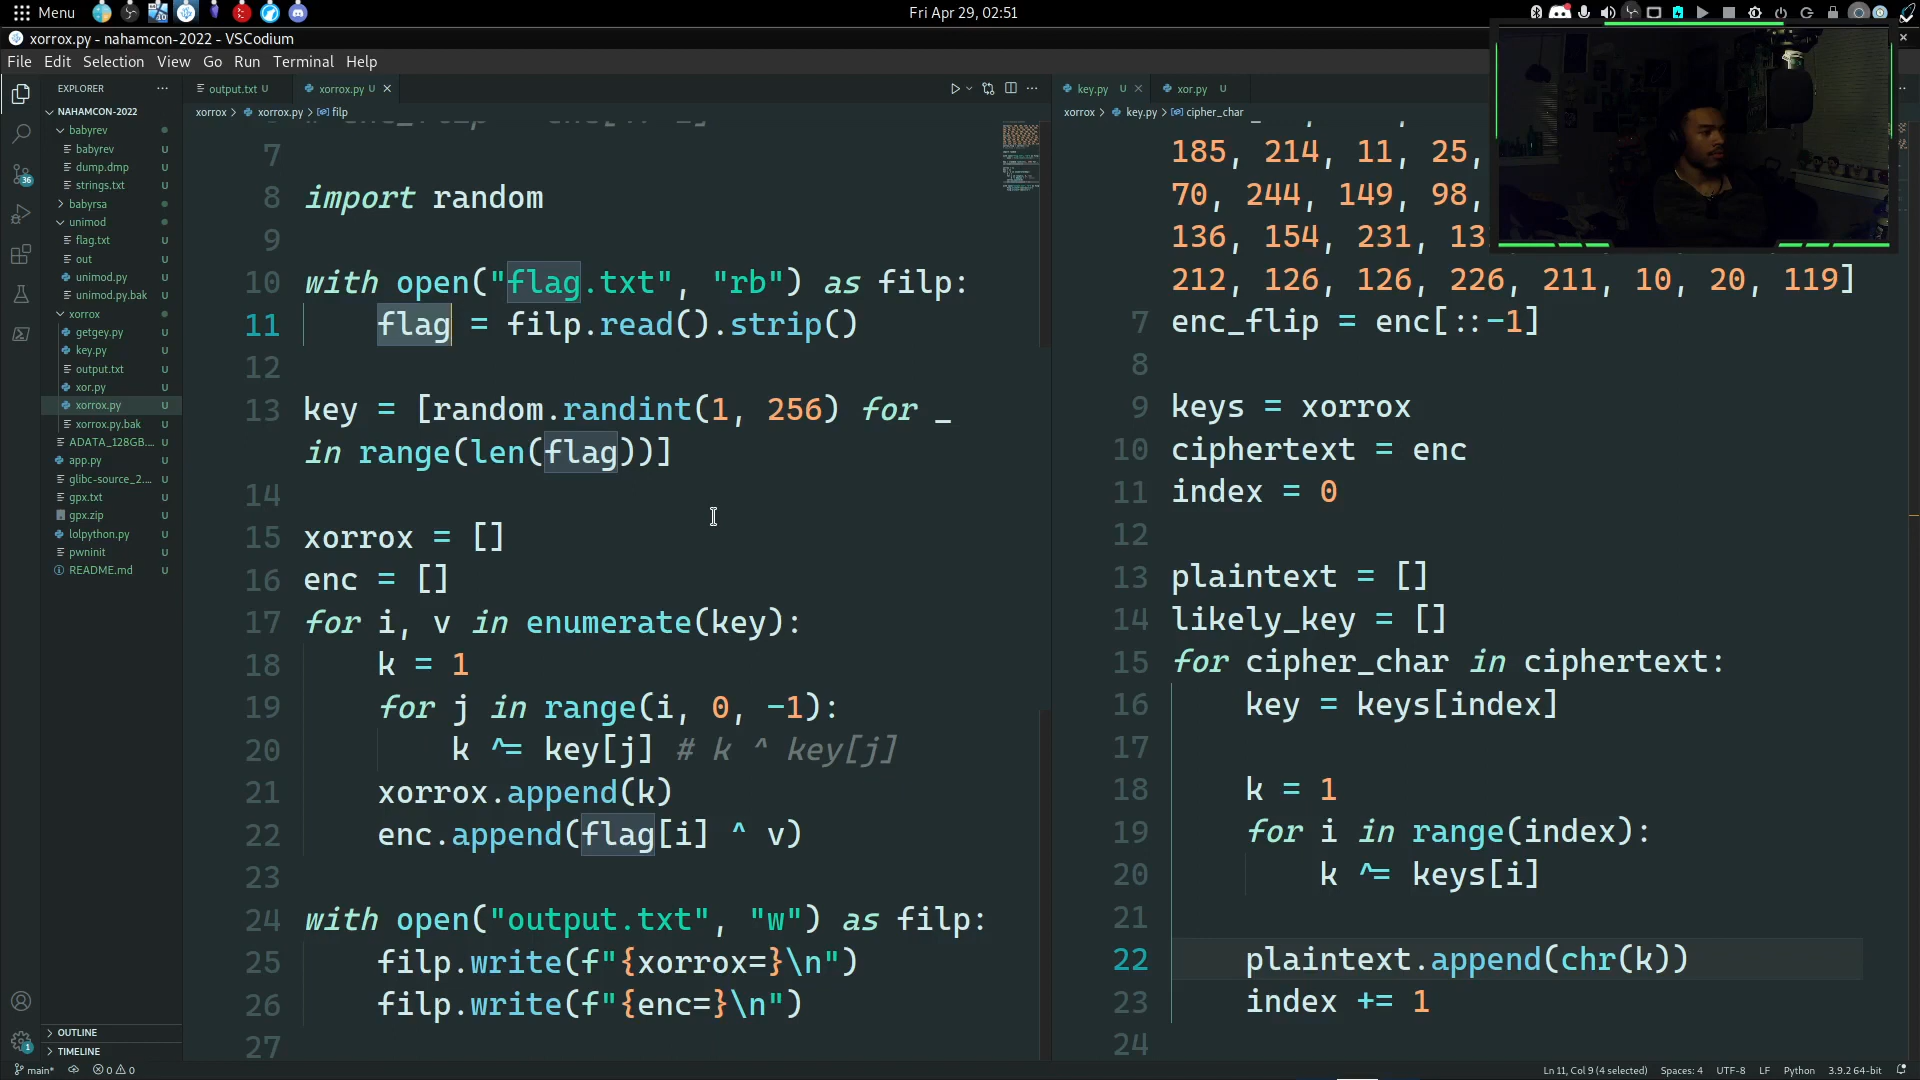 Menu
Fri Apr 29, 02:51
xorrox.py - nahamcon-2022 - VSCodium
File Edit Selection View Go Run Terminal Help
EXPLORER
NAHAMCON-2022
babyrev
babyrev U
dump.dmp U
strings.txt U
babyrsa
unimod
flag.txt U
out U
unimod.py U
unimod.py.bak U
xorrox
getgey.py U
key.py U
output.txt U
xor.py U
xorrox.py U
xorrox.py.bak U
ADATA_128GB.... U
app.py U
glibc-source_2.... U
gpx.txt U
gpx.zip U
lolpython.py U
pwninit U
README.md U
OUTLINE
TIMELINE
36
1
output.txt U
xorrox.py U
xorrox > xorrox.py > filp
7
8 import random
9
10 with open("flag.txt", "rb") as filp:
11 flag = filp.read().strip()
12
13 key = [random.randint(1, 256) for _
in range(len(flag))]
14
15 xorrox = []
16 enc = []
17 for i, v in enumerate(key):
18 k = 1
19 for j in range(i, 0, -1):
20 k ^= key[j] # k ^ key[j]
21 xorrox.append(k)
22 enc.append(flag[i] ^ v)
23
24 with open("output.txt", "w") as filp:
25 filp.write(f"{xorrox=}\n")
26 filp.write(f"{enc=}\n")
27
key.py U
xor.py U
xorrox > key.py > cipher_char
185, 214, 11, 25,
70, 244, 149, 98,
136, 154, 231,
212, 126, 126, 226, 211, 10, 20, 119]
7 enc_flip = enc[::-1]
8
9 keys = xorrox
10 ciphertext = enc
11 index = 0
12
13 plaintext = []
14 likely_key = []
15 for cipher_char in ciphertext:
16 key = keys[index]
17
18 k = 1
19 for i in range(index):
20 k ^= keys[i]
21
22 plaintext.append(chr(k))
23 index += 1
24
main* 0 0
Ln 11, Col 9 (4 selected) Spaces: 4 UTF-8 LF Python 3.9.2 64-bit